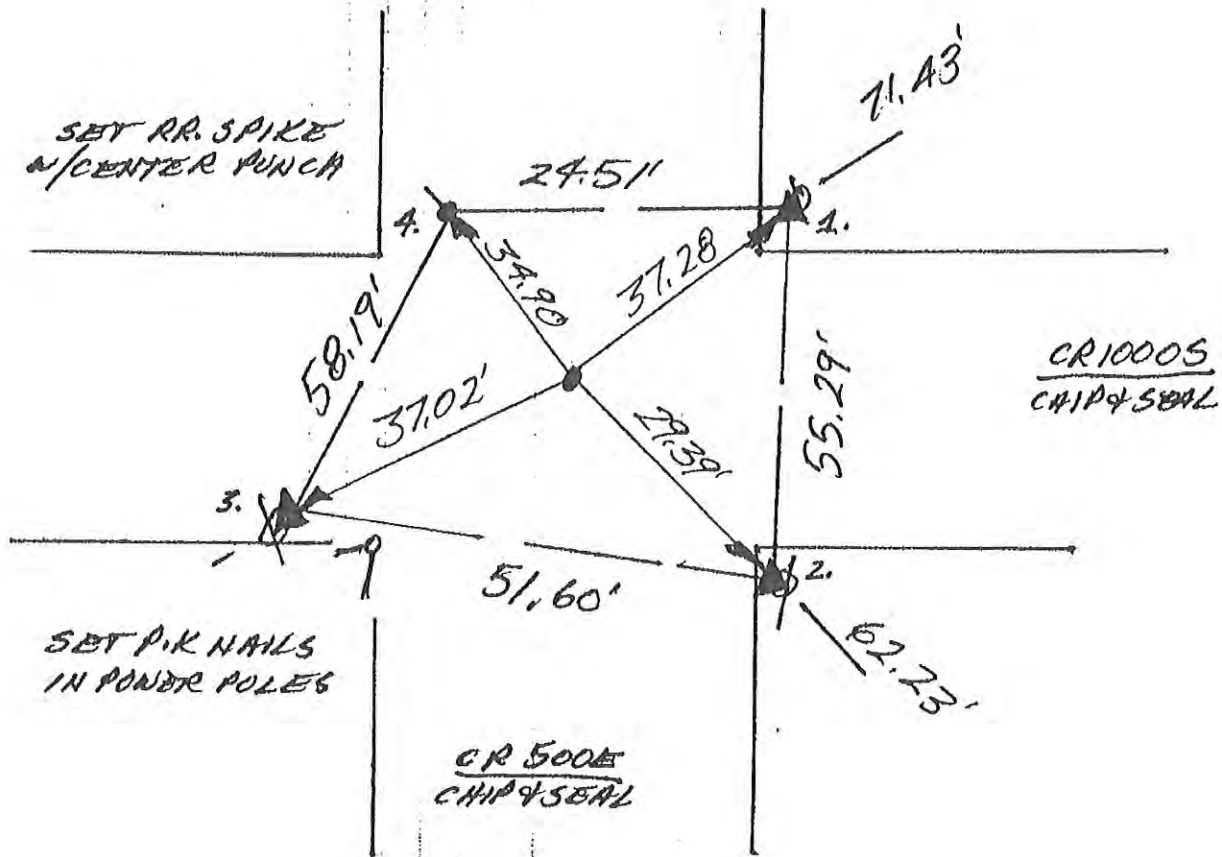 71.43'
SET RR. SPIKE
W/CENTER PUNCH
24.51'
4.
1.
34.90
37.28
58.19'
CR1000S
CHIP & SEAL
55.29'
37.02'
29.39'
3.
2.
51.60'
SET P.K NAILS
IN POWER POLES
62.23'
CR 500E
CHIP & SEAL